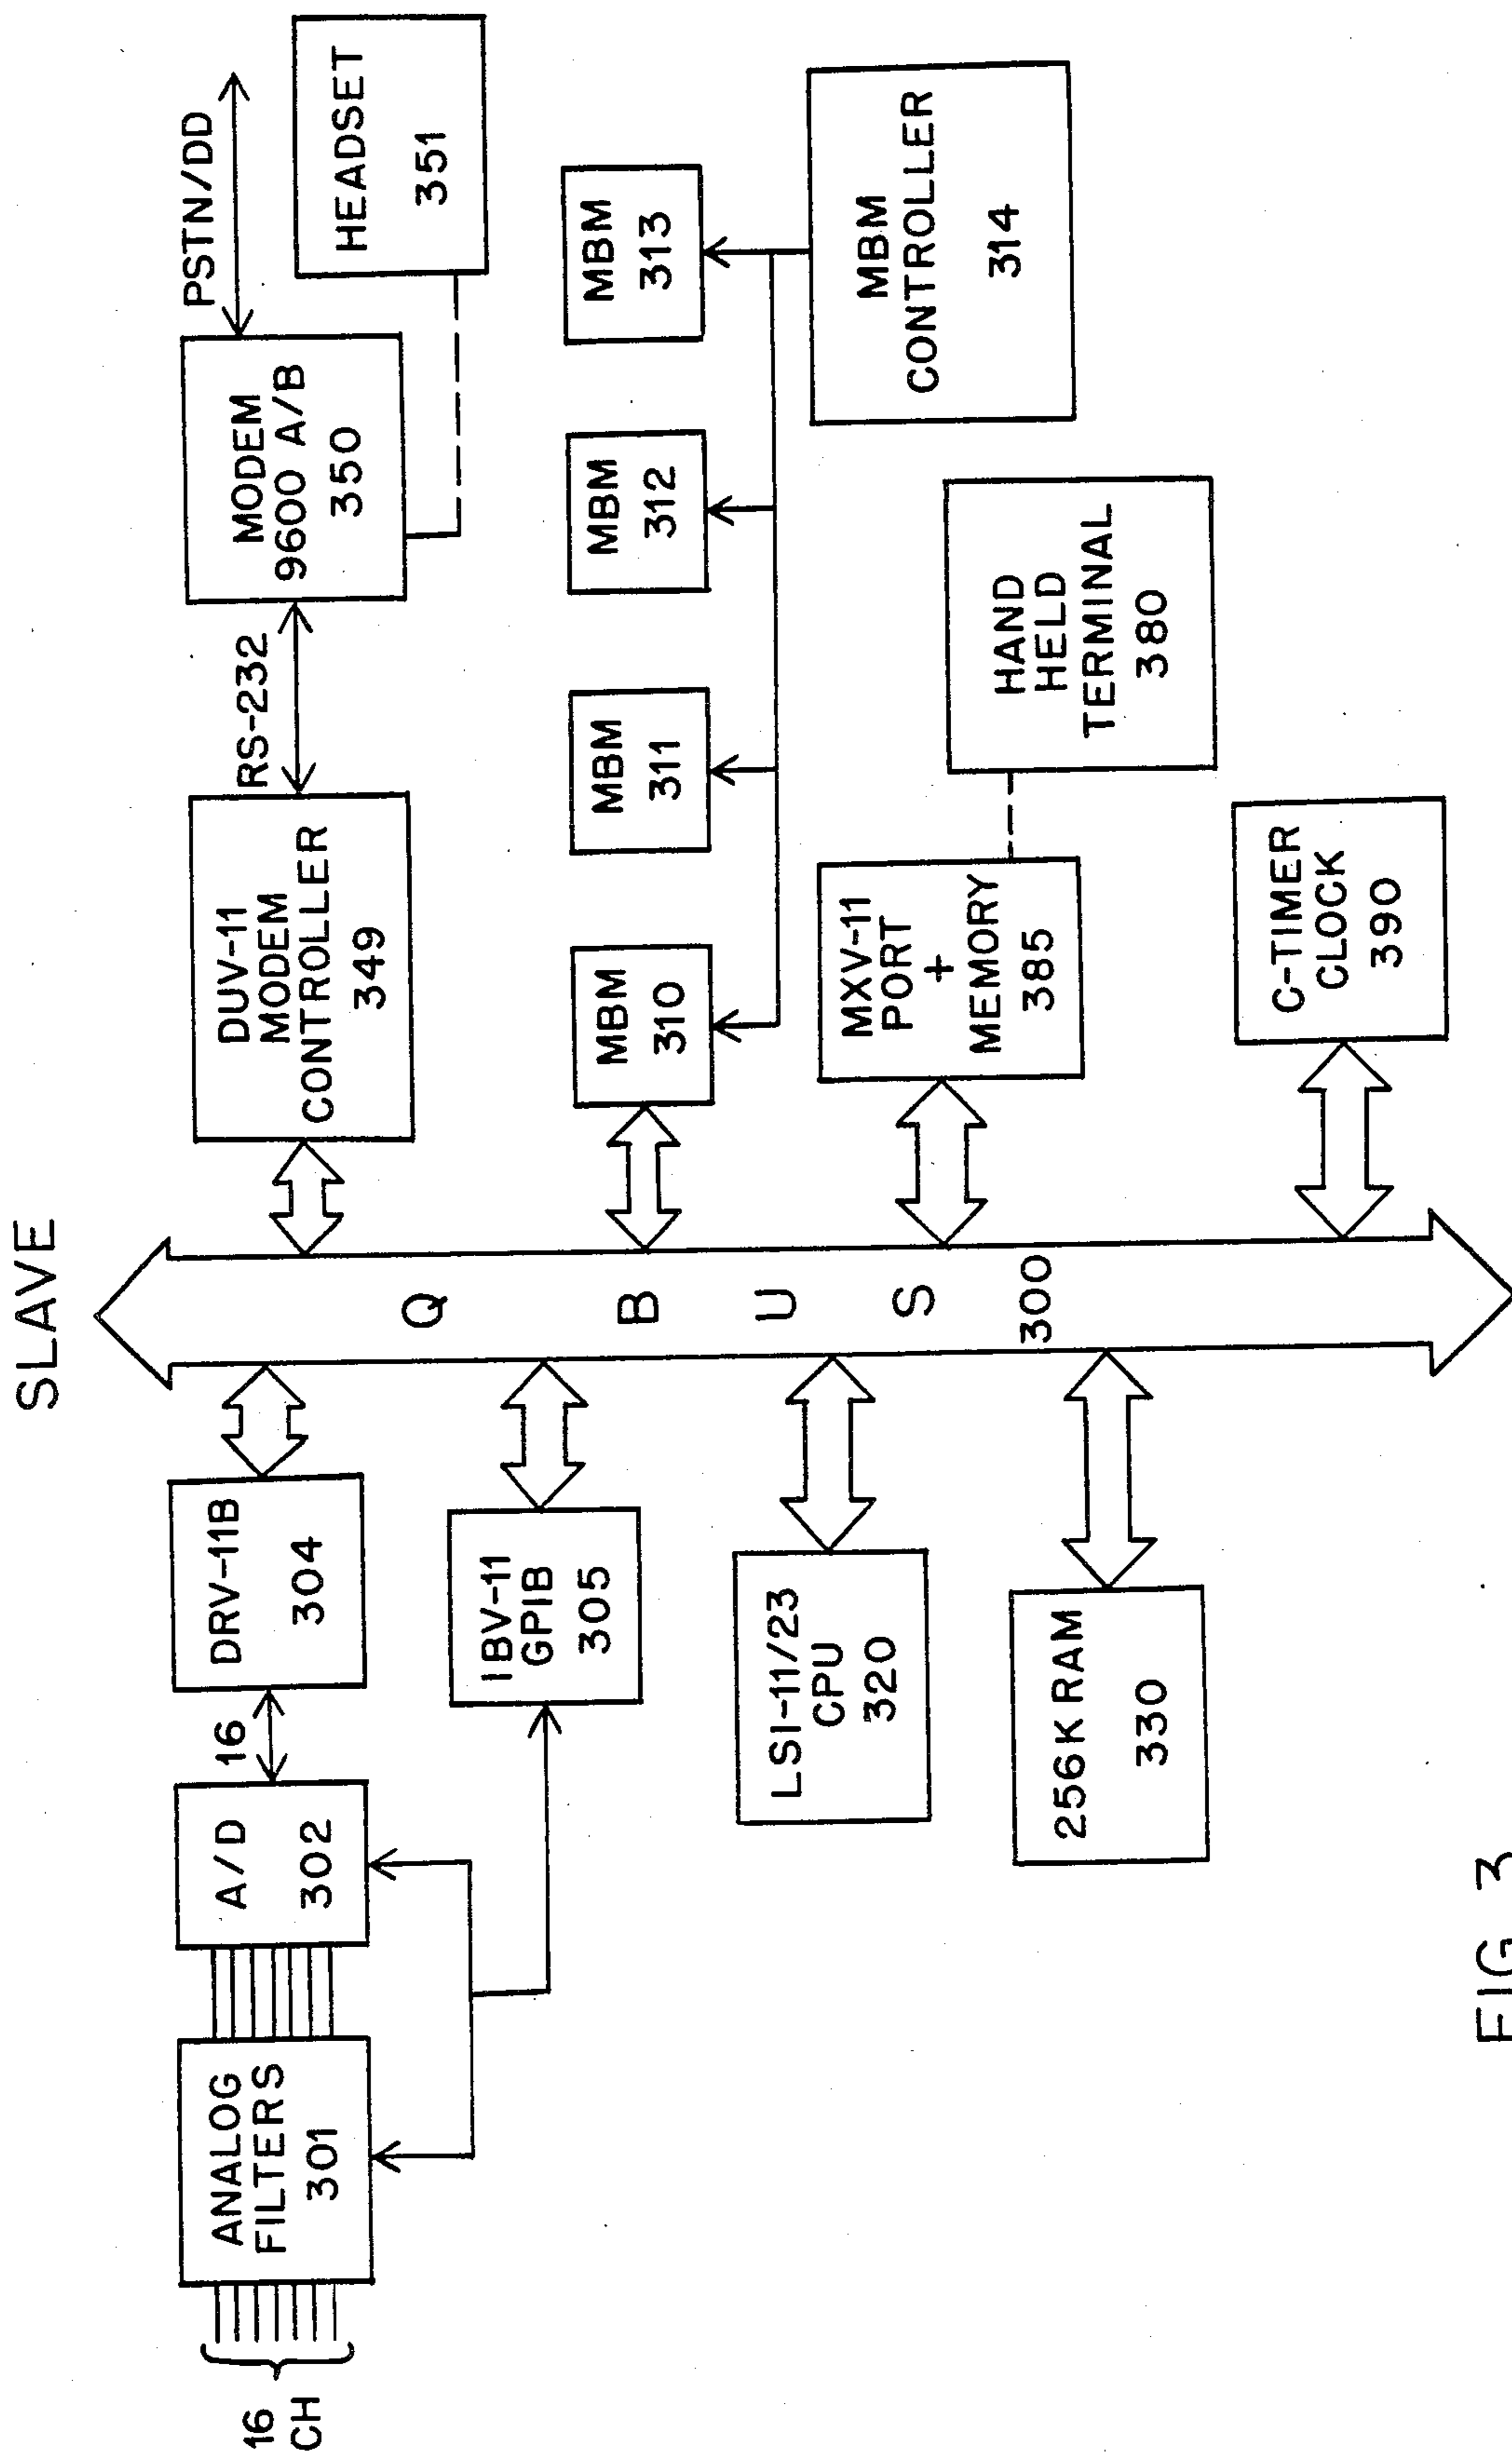 SLAVE
16
CH
ANALOG
FILTERS
301
A/D
302
16
DRV-11B
304
IBV-11
GPIB
305
LSI-11/23
CPU
320
256K RAM
330
Q
B
U
S
300
DUV-11
MODEM
CONTROLLER
349
RS-232
MODEM
9600 A/B
350
PSTN/DD
HEADSET
351
MBM
310
MBM
311
MBM
312
MBM
313
MBM
CONTROLLER
314
MXV-11
PORT
+
MEMORY
385
HAND
HELD
TERMINAL
380
C-TIMER
CLOCK
390
FIG 3